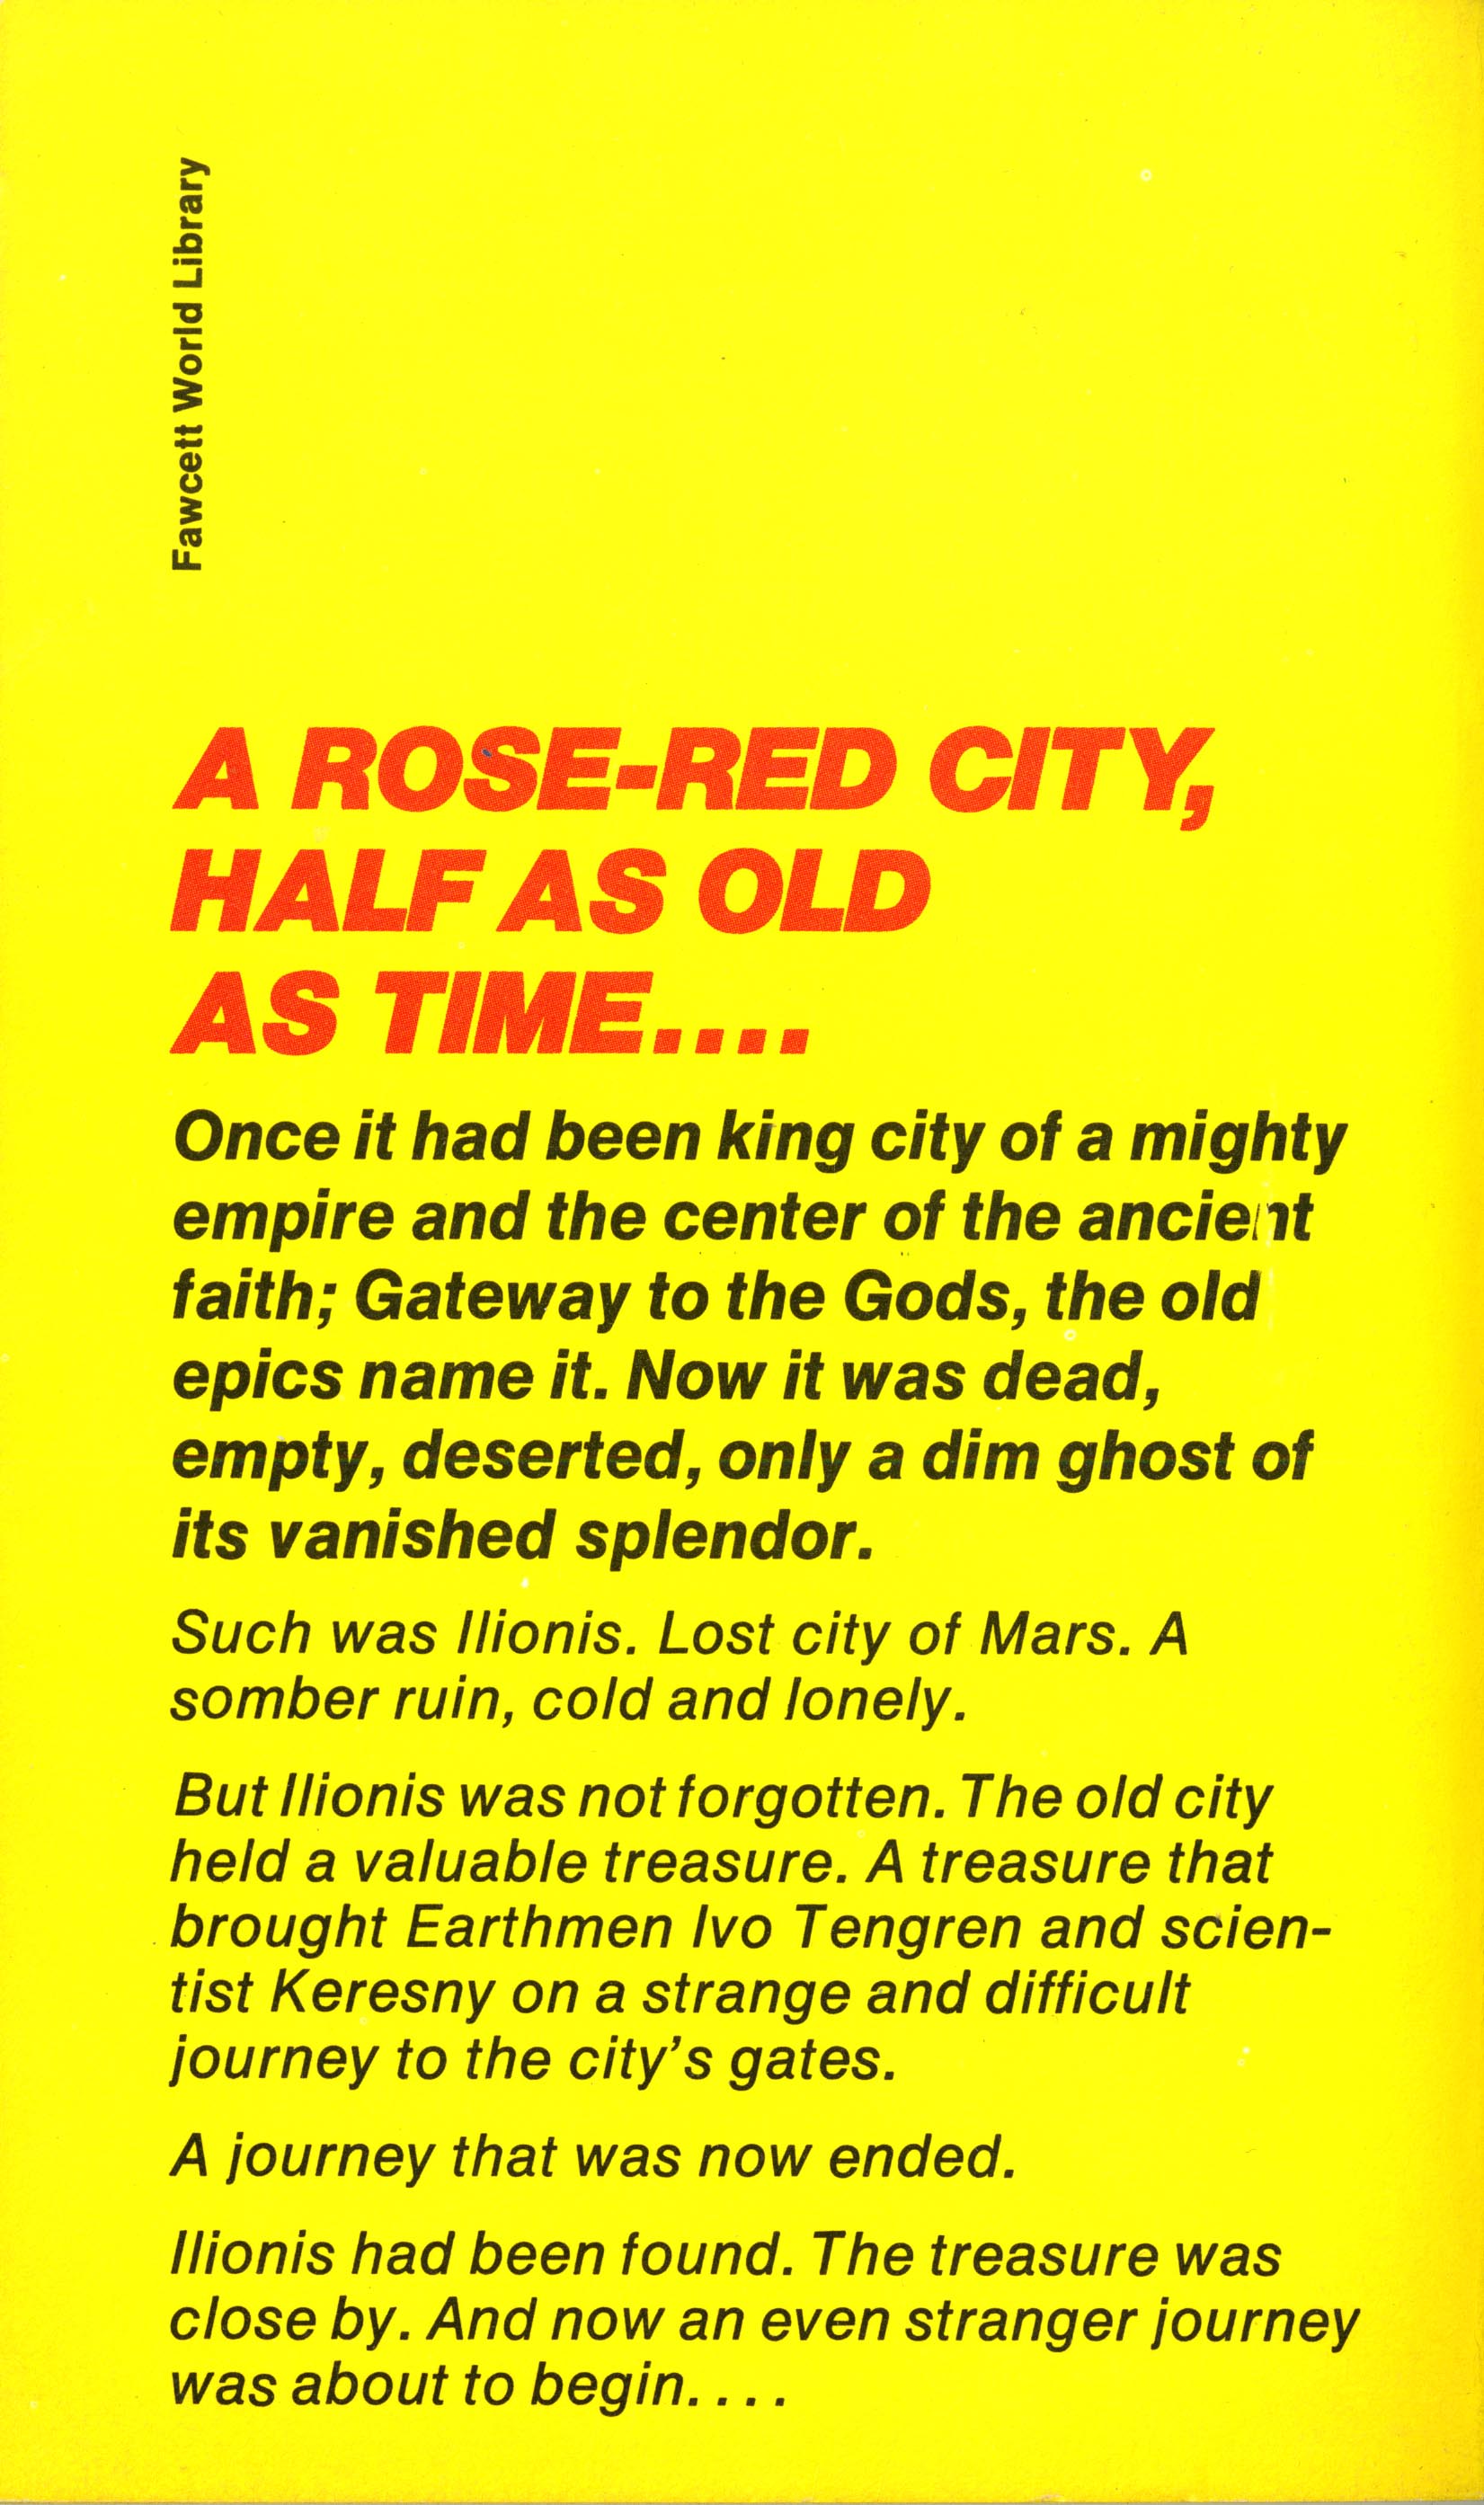 Fawcett World Library
A ROSE-RED CITY,
HALF AS OLD
AS TIME....
Once it had been king city of a mighty
empire and the center of the ancient
faith; Gateway to the Gods, the old
epics name it. Now it was dead,
empty, deserted, only a dim ghost of
its vanished splendor.
Such was Ilionis. Lost city of Mars. A
somber ruin, cold and lonely.
But Ilionis was not forgotten. The old city
held a valuable treasure. A treasure that
brought Earthmen Ivo Tengren and scien-
tist Keresny on a strange and difficult
journey to the city's gates.
A journey that was now ended.
Ilionis had been found. The treasure was
close by. And now an even stranger journey
was about to begin. . . .